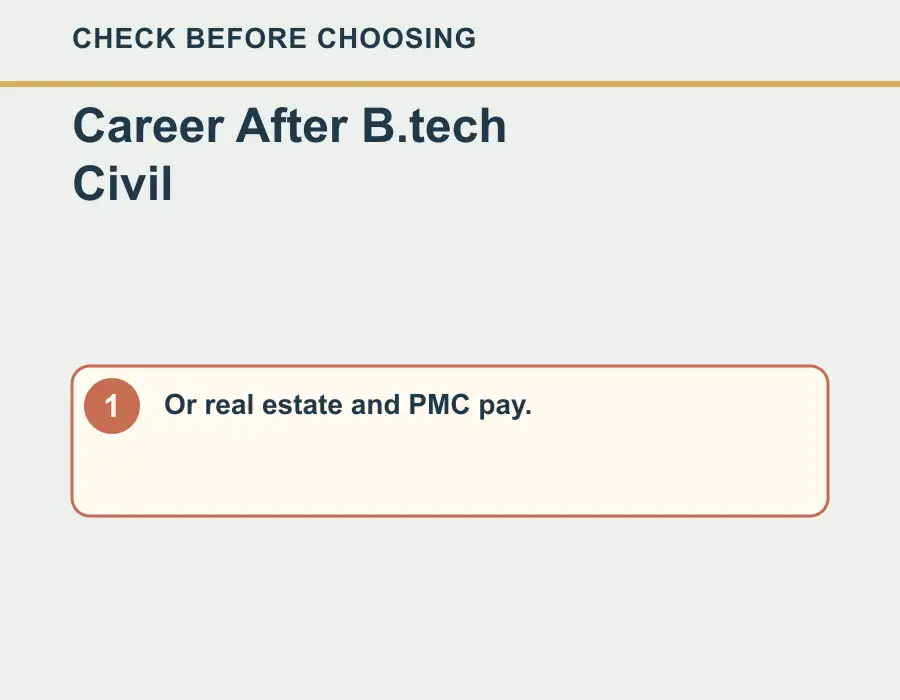 CHECK BEFORE CHOOSING
Career After B.tech
Civil
1
Or real estate and PMC pay.